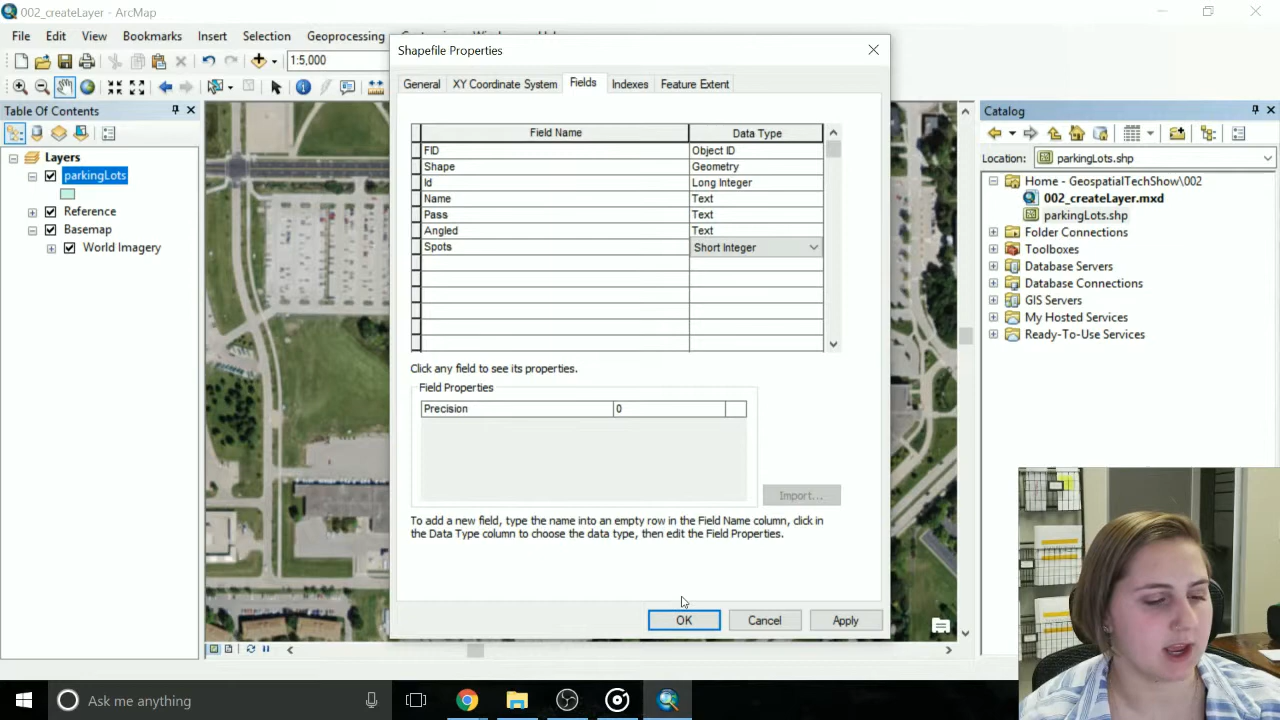 002_createLayer - ArcMap
File Edit View Bookmarks Insert Selection Geoprocessing
1:5,000
Table Of Contents
Layers
parkingLots
Reference
Basemap
World Imagery
Shapefile Properties
General XY Coordinate System Fields Indexes Feature Extent
Field Name Data Type
FID Object ID
Shape Geometry
Id Long Integer
Name Text
Pass Text
Angled Text
Spots Short Integer
Click any field to see its properties.
Field Properties
Precision 0
Import...
To add a new field, type the name into an empty row in the Field Name column, click in
the Data Type column to choose the data type, then edit the Field Properties.
OK Cancel Apply
Catalog
Location: parkingLots.shp
Home - GeospatialTechShow\002
002_createLayer.mxd
parkingLots.shp
Folder Connections
Toolboxes
Database Servers
Database Connections
GIS Servers
My Hosted Services
Ready-To-Use Services
Ask me anything